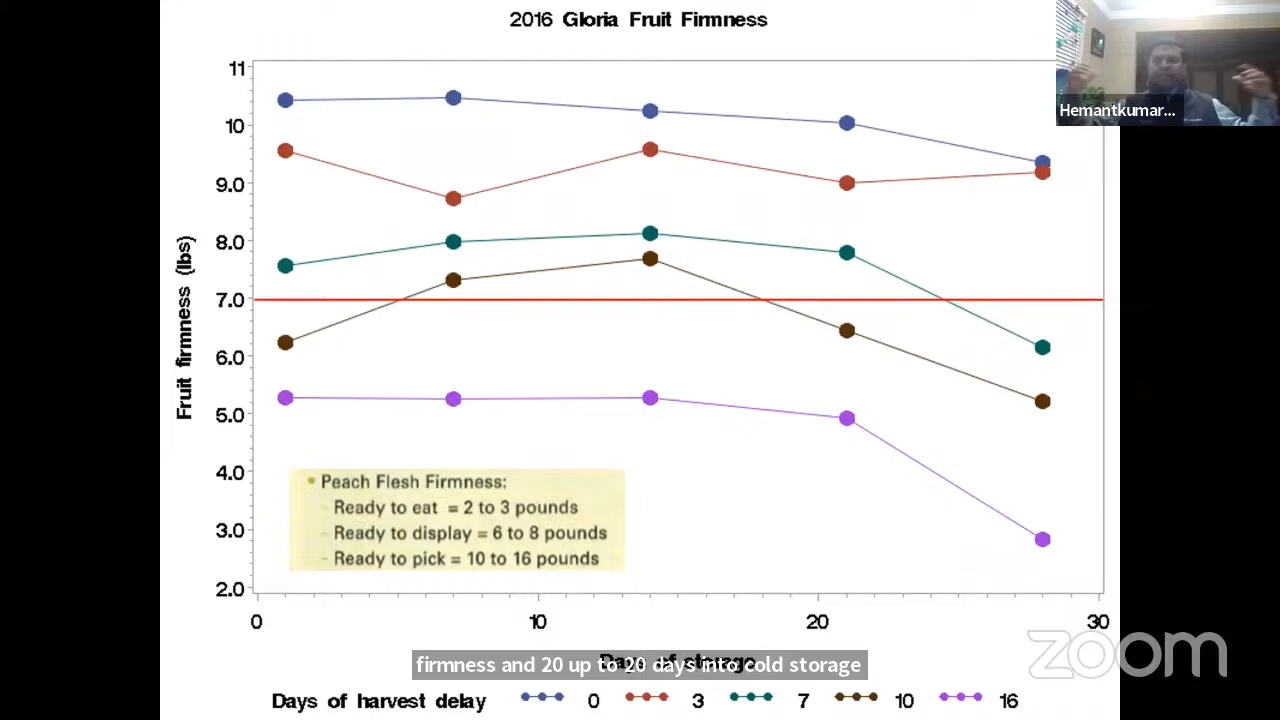 2016 Gloria Fruit Firmness
Hemantkumar...
11
10
9.0
8.0
7.0
6.0
5.0
4.0
3.0
2.0
Fruit firmness (lbs)
• Peach Flesh Firmness:
- Ready to eat = 2 to 3 pounds
- Ready to display = 6 to 8 pounds
- Ready to pick = 10 to 16 pounds
0 10 20 30
Days of storage
firmness and 20 up to 20 days into cold storage
zoom
Days of harvest delay 0 3 7 10 16